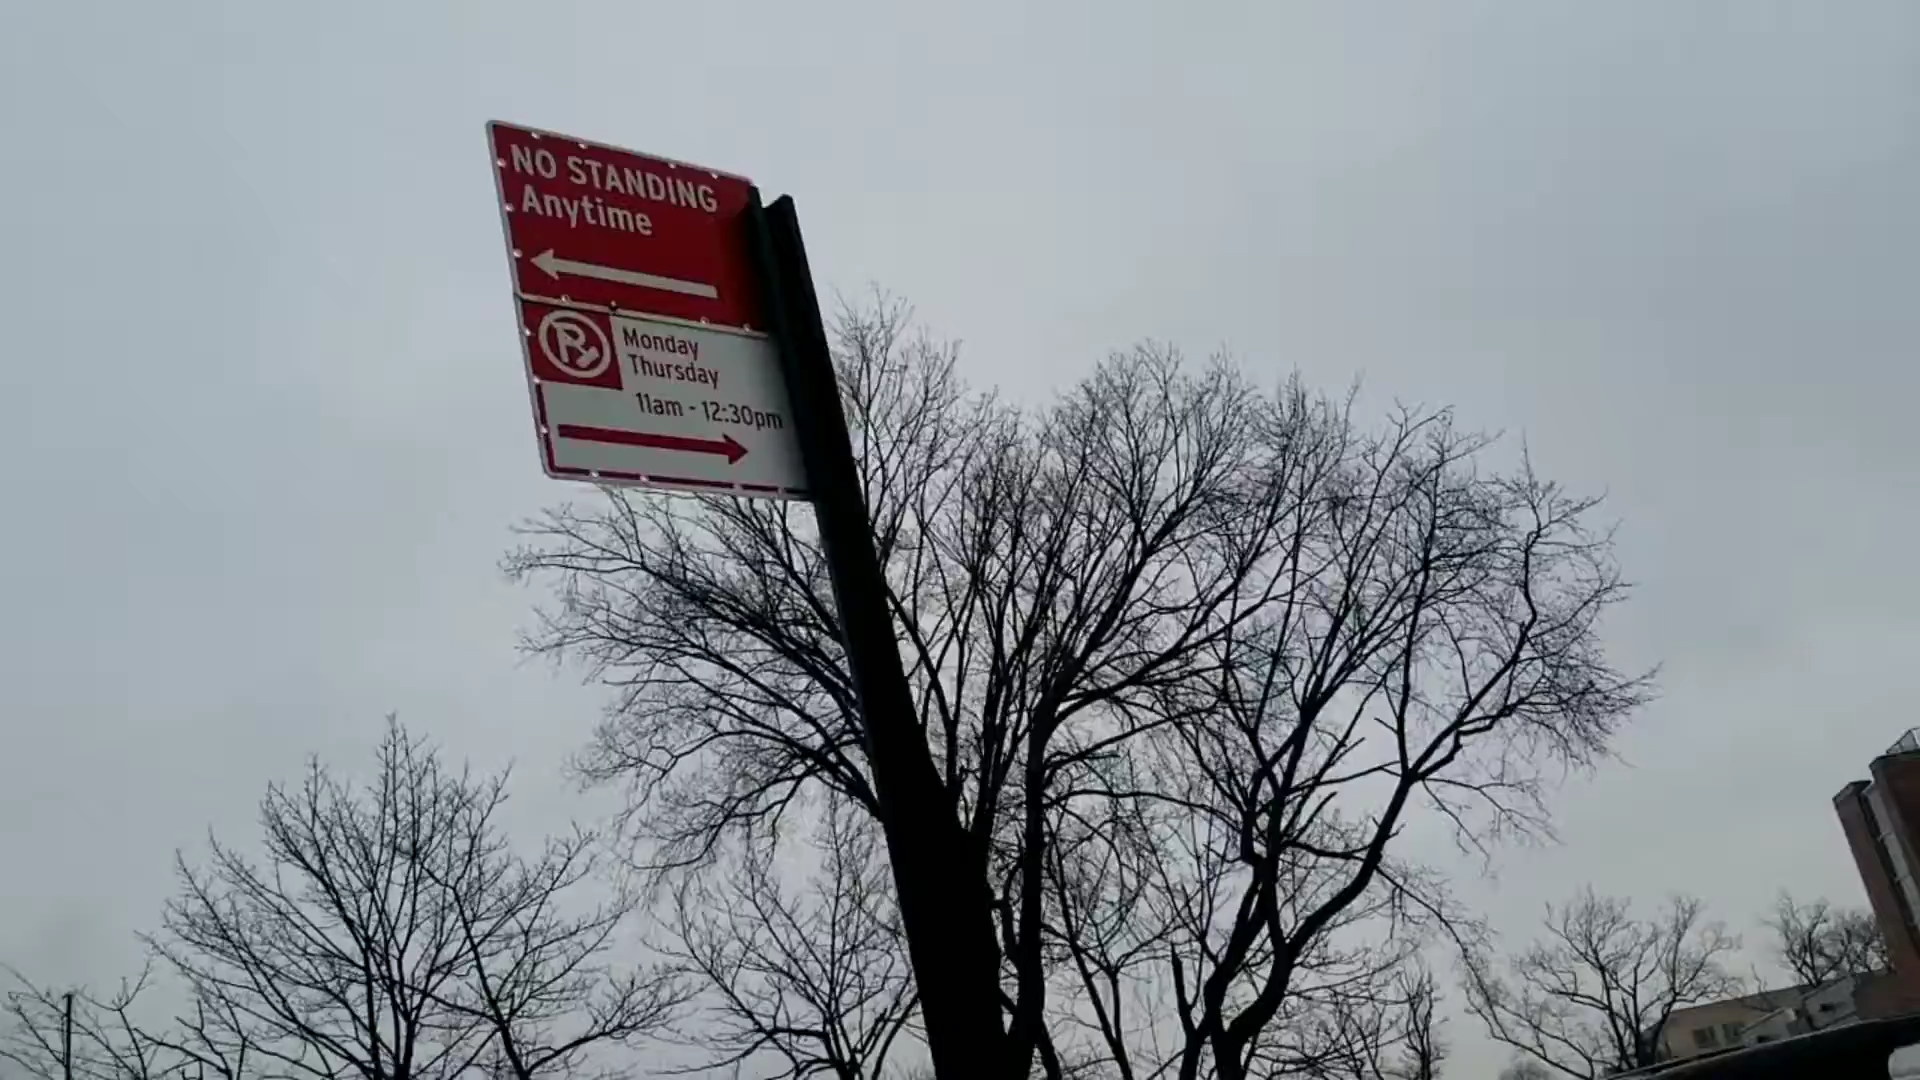 NO STANDING
Anytime
P
Monday
Thursday
11am - 12:30pm